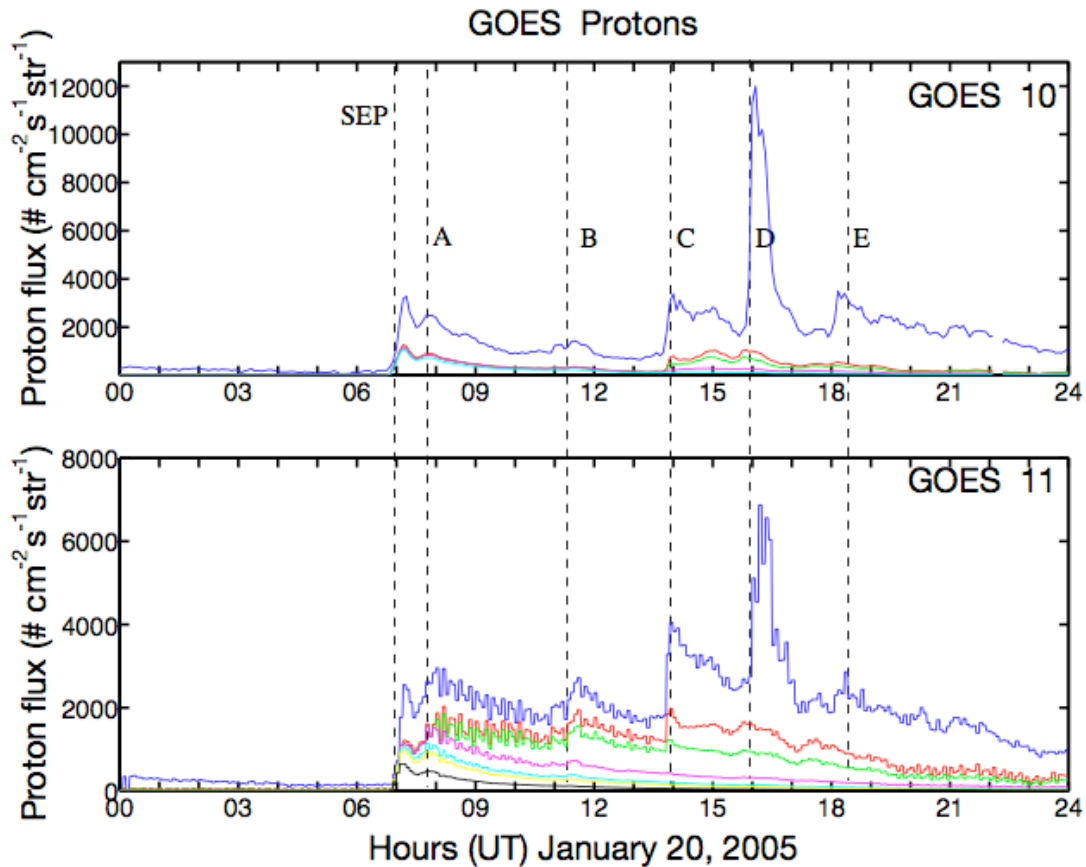 GOES Protons
GOES 10
SEP
A
B
C
D
E
Proton flux (# cm-2 s-1 str-1)
12000
10000
8000
6000
4000
2000
0
00 03 06 09 12 15 18 21 24
GOES 11
Proton flux (# cm-2 s-1 str-1)
8000
6000
4000
2000
0
00 03 06 09 12 15 18 21 24
Hours (UT) January 20, 2005